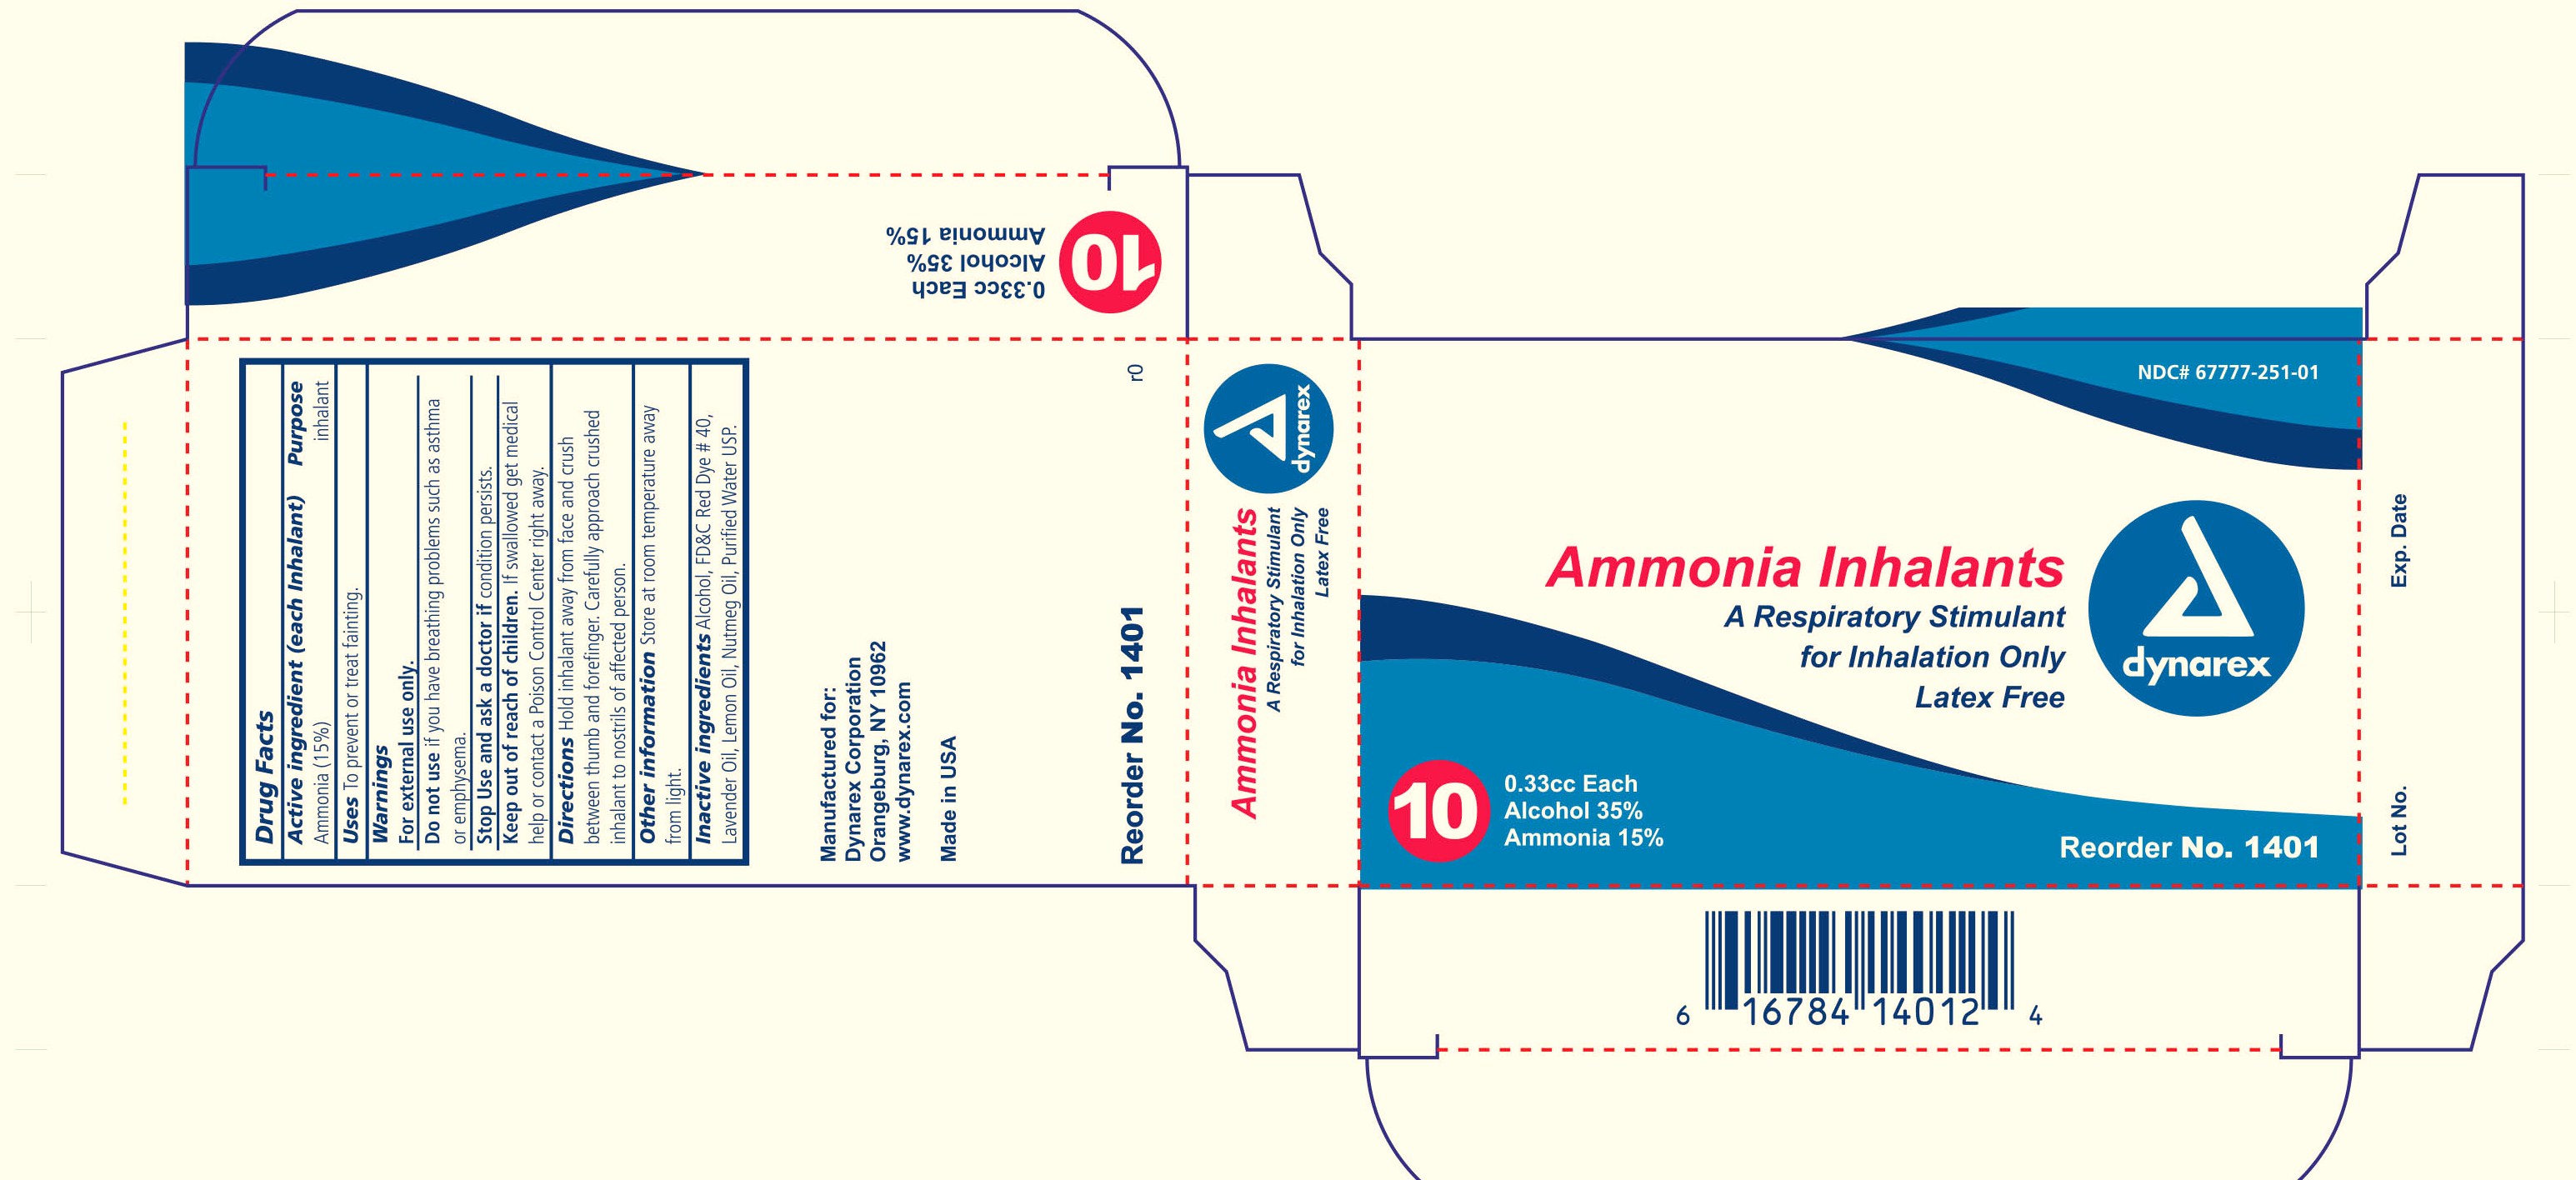 0.33cc Each
Alcohol 35%
Ammonia 15%
10
Drug Facts
Active ingredient (each Inhalant) Purpose
Ammonia (15%) inhalant
Uses To prevent or treat fainting.
Warnings
For external use only.
Do not use if you have breathing problems such as asthma
or emphysema.
Stop Use and ask a doctor if condition persists.
Keep out of reach of children. If swallowed get medical
help or contact a Poison Control Center right away.
Directions Hold inhalant away from face and crush
between thumb and forefinger. Carefully approach crushed
inhalant to nostrils of affected person.
Other information Store at room temperature away
from light.
Inactive ingredients Alcohol, FD&C Red Dye # 40,
Lavender Oil, Lemon Oil, Nutmeg Oil, Purified Water USP.
Manufactured for:
Dynarex Corporation
Orangeburg, NY 10962
www.dynarex.com
Made in USA
Reorder No. 1401
r0
dynarex
Ammonia Inhalants
A Respiratory Stimulant
for Inhalation Only
Latex Free
NDC# 67777-251-01
Ammonia Inhalants
A Respiratory Stimulant
for Inhalation Only
Latex Free
dynarex
10
0.33cc Each
Alcohol 35%
Ammonia 15%
Reorder No. 1401
Lot No.
Exp. Date
6 16784 14012 4